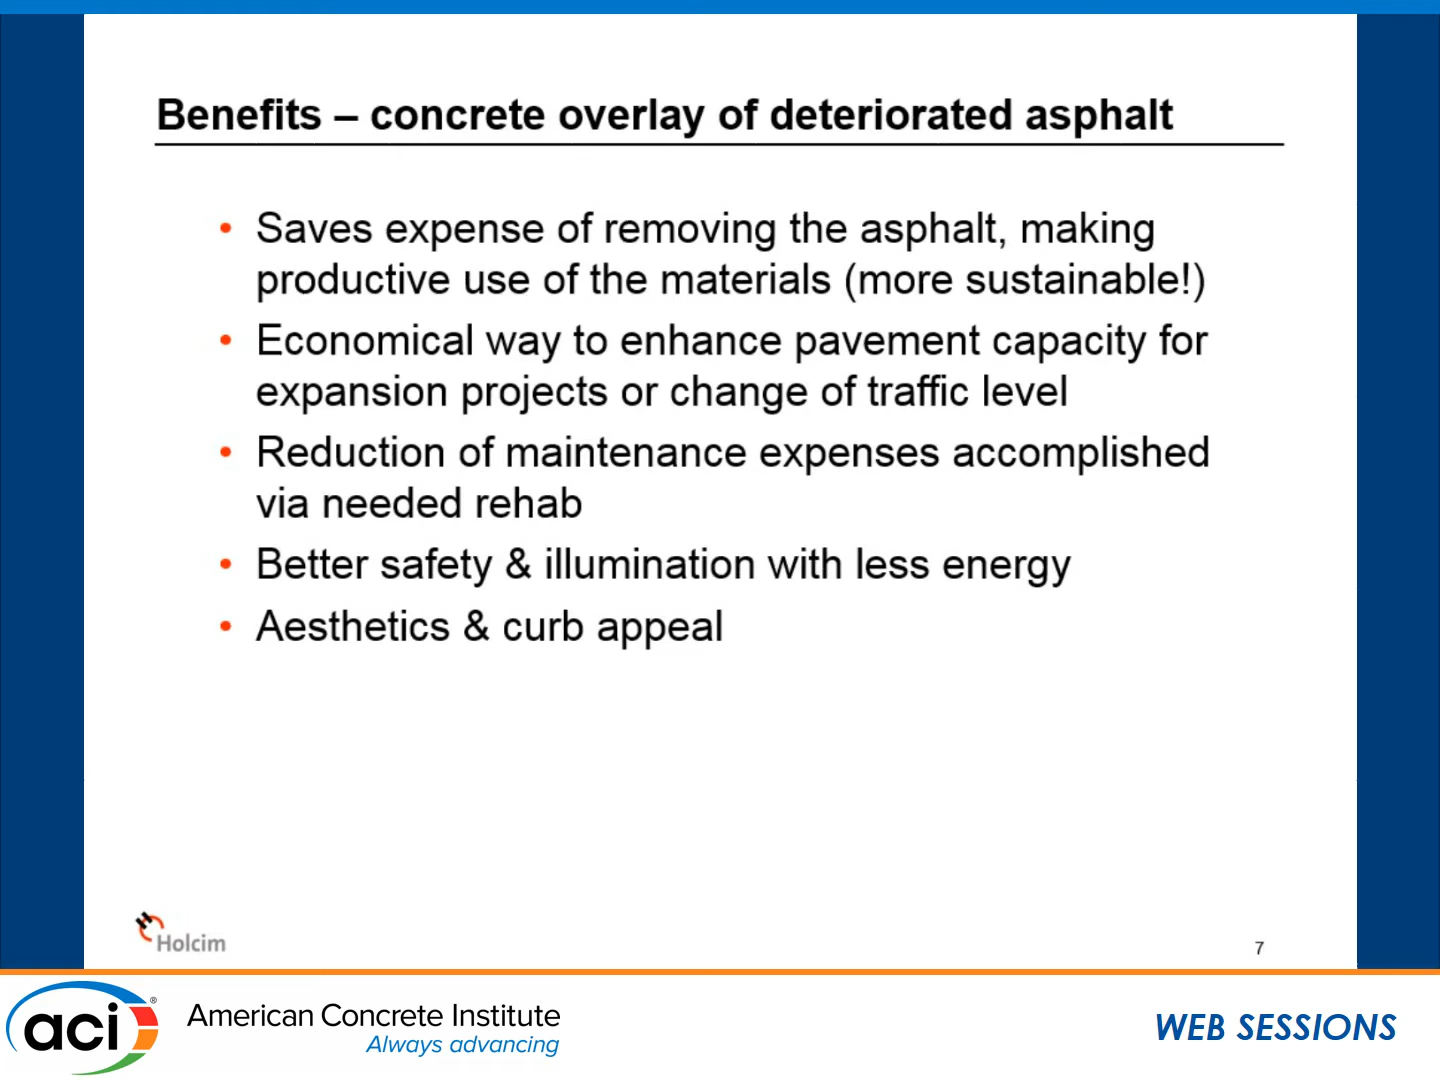 Benefits – concrete overlay of deteriorated asphalt
• Saves expense of removing the asphalt, making
productive use of the materials (more sustainable!)
• Economical way to enhance pavement capacity for
expansion projects or change of traffic level
• Reduction of maintenance expenses accomplished
via needed rehab
• Better safety & illumination with less energy
• Aesthetics & curb appeal
Holcim
7
aci®
American Concrete Institute
Always advancing
WEB SESSIONS